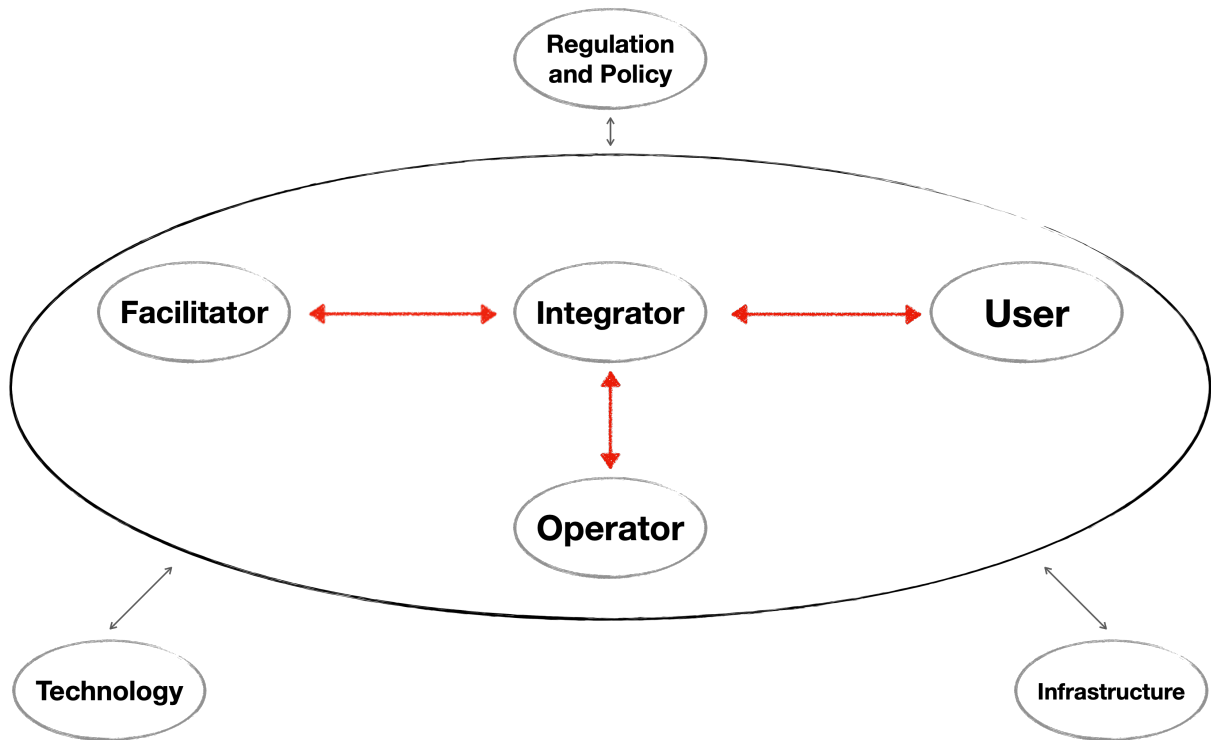 Regulation
and Policy
Facilitator
Integrator
User
Operator
Technology
Infrastructure